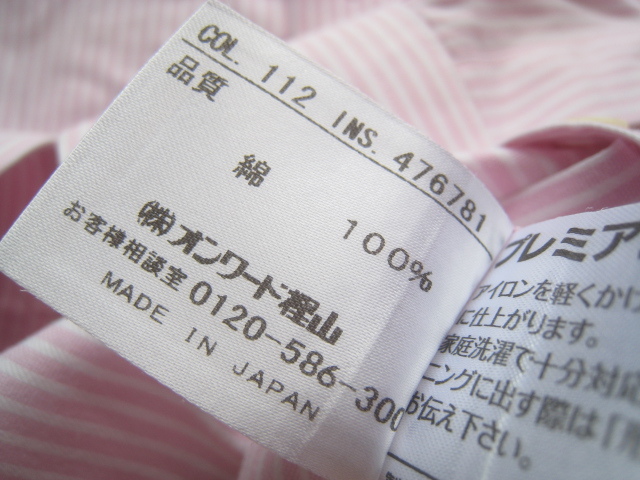 COL. 112 INS. 476781
品質
綿 100%
(株)オンワード樫山
お客様相談室 0120-586-300
MADE IN JAPAN
プレミア
アイロンを軽くかけ
に仕上がります。
家庭洗濯で十分対応
ニングに出す際は「形
お伝え下さい。